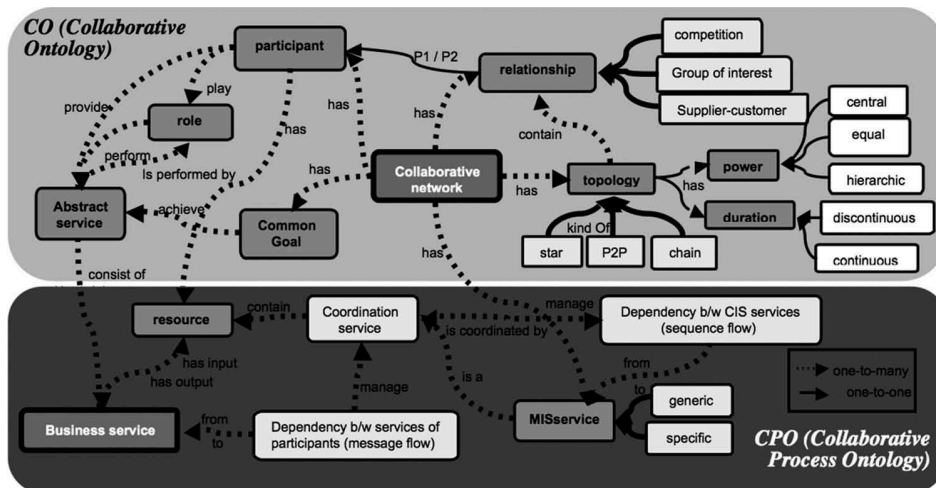 CO (Collaborative
Ontology)
participant
P1 / P2
relationship
competition
Group of interest
Supplier-customer
provide
play
has
has
has
role
contain
central
equal
hierarchic
perform
Is performed by
has
Collaborative
network
has
topology
has
power
duration
discontinuous
continuous
Abstract
service
achieve
Common
Goal
kind Of
star
P2P
chain
has
consist of
resource
contain
Coordination
service
manage
is coordinated by
Dependency b/w CIS services
(sequence flow)
has input
has output
manage
is a
from
to
one-to-many
one-to-one
Business service
from
to
Dependency b/w services of
participants (message flow)
MISservice
generic
specific
CPO (Collaborative
Process Ontology)